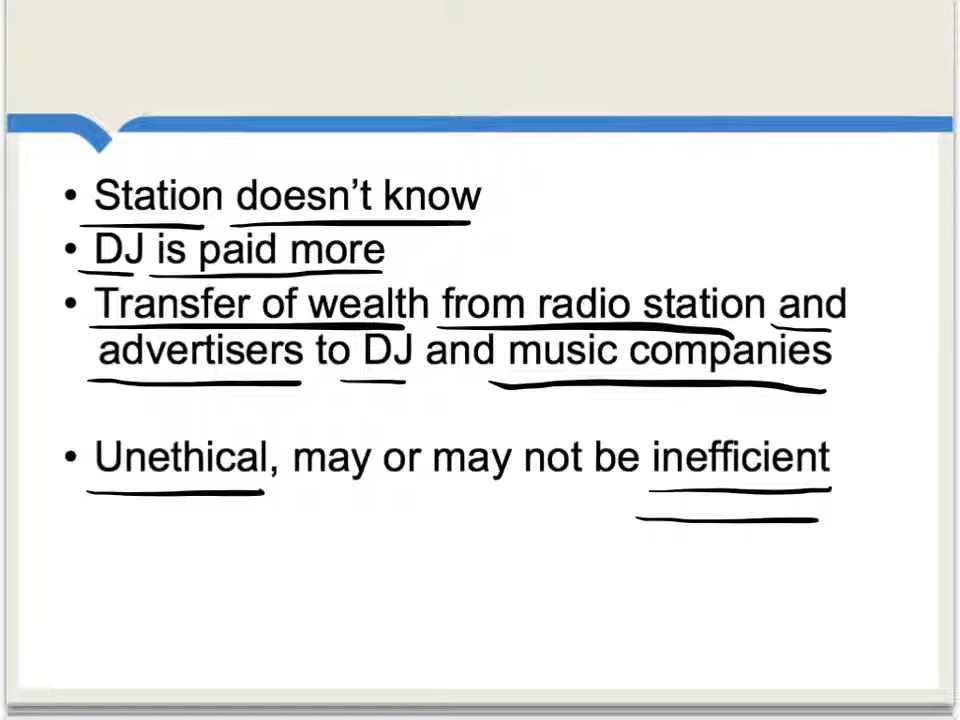 • Station doesn't know
• DJ is paid more
• Transfer of wealth from radio station and
advertisers to DJ and music companies
• Unethical, may or may not be inefficient